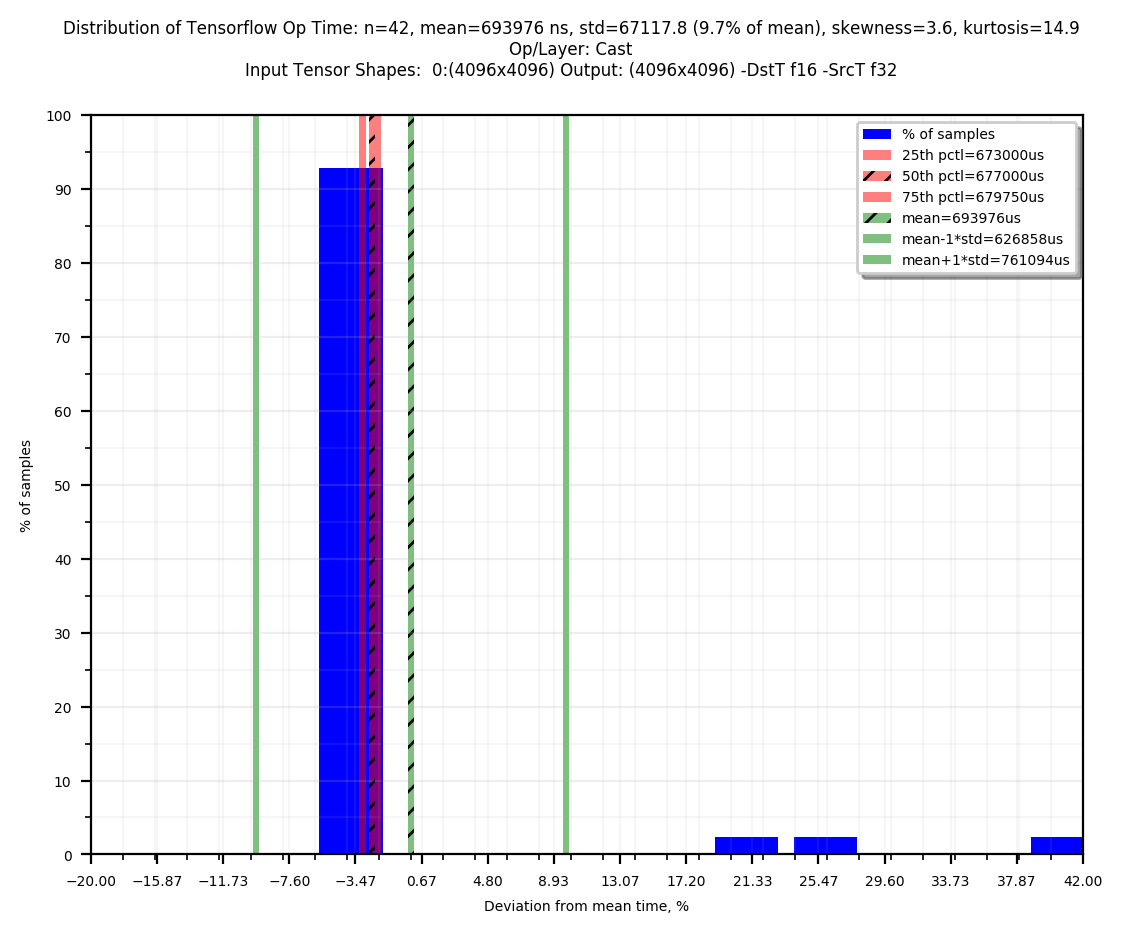 Distribution of Tensorflow Op Time: n=42, mean=693976 ns, std=67117.8 (9.7% of mean), skewness=3.6, kurtosis=14.9
Op/Layer: Cast
Input Tensor Shapes:  0:(4096x4096) Output: (4096x4096) -DstT f16 -SrcT f32
% of samples
25th pctl=673000us
50th pctl=677000us
75th pctl=679750us
mean=693976us
mean-1*std=626858us
mean+1*std=761094us
100
90
80
70
60
50
40
30
20
10
0
% of samples
−20.00 −15.87 −11.73 −7.60 −3.47 0.67 4.80 8.93 13.07 17.20 21.33 25.47 29.60 33.73 37.87 42.00
Deviation from mean time, %